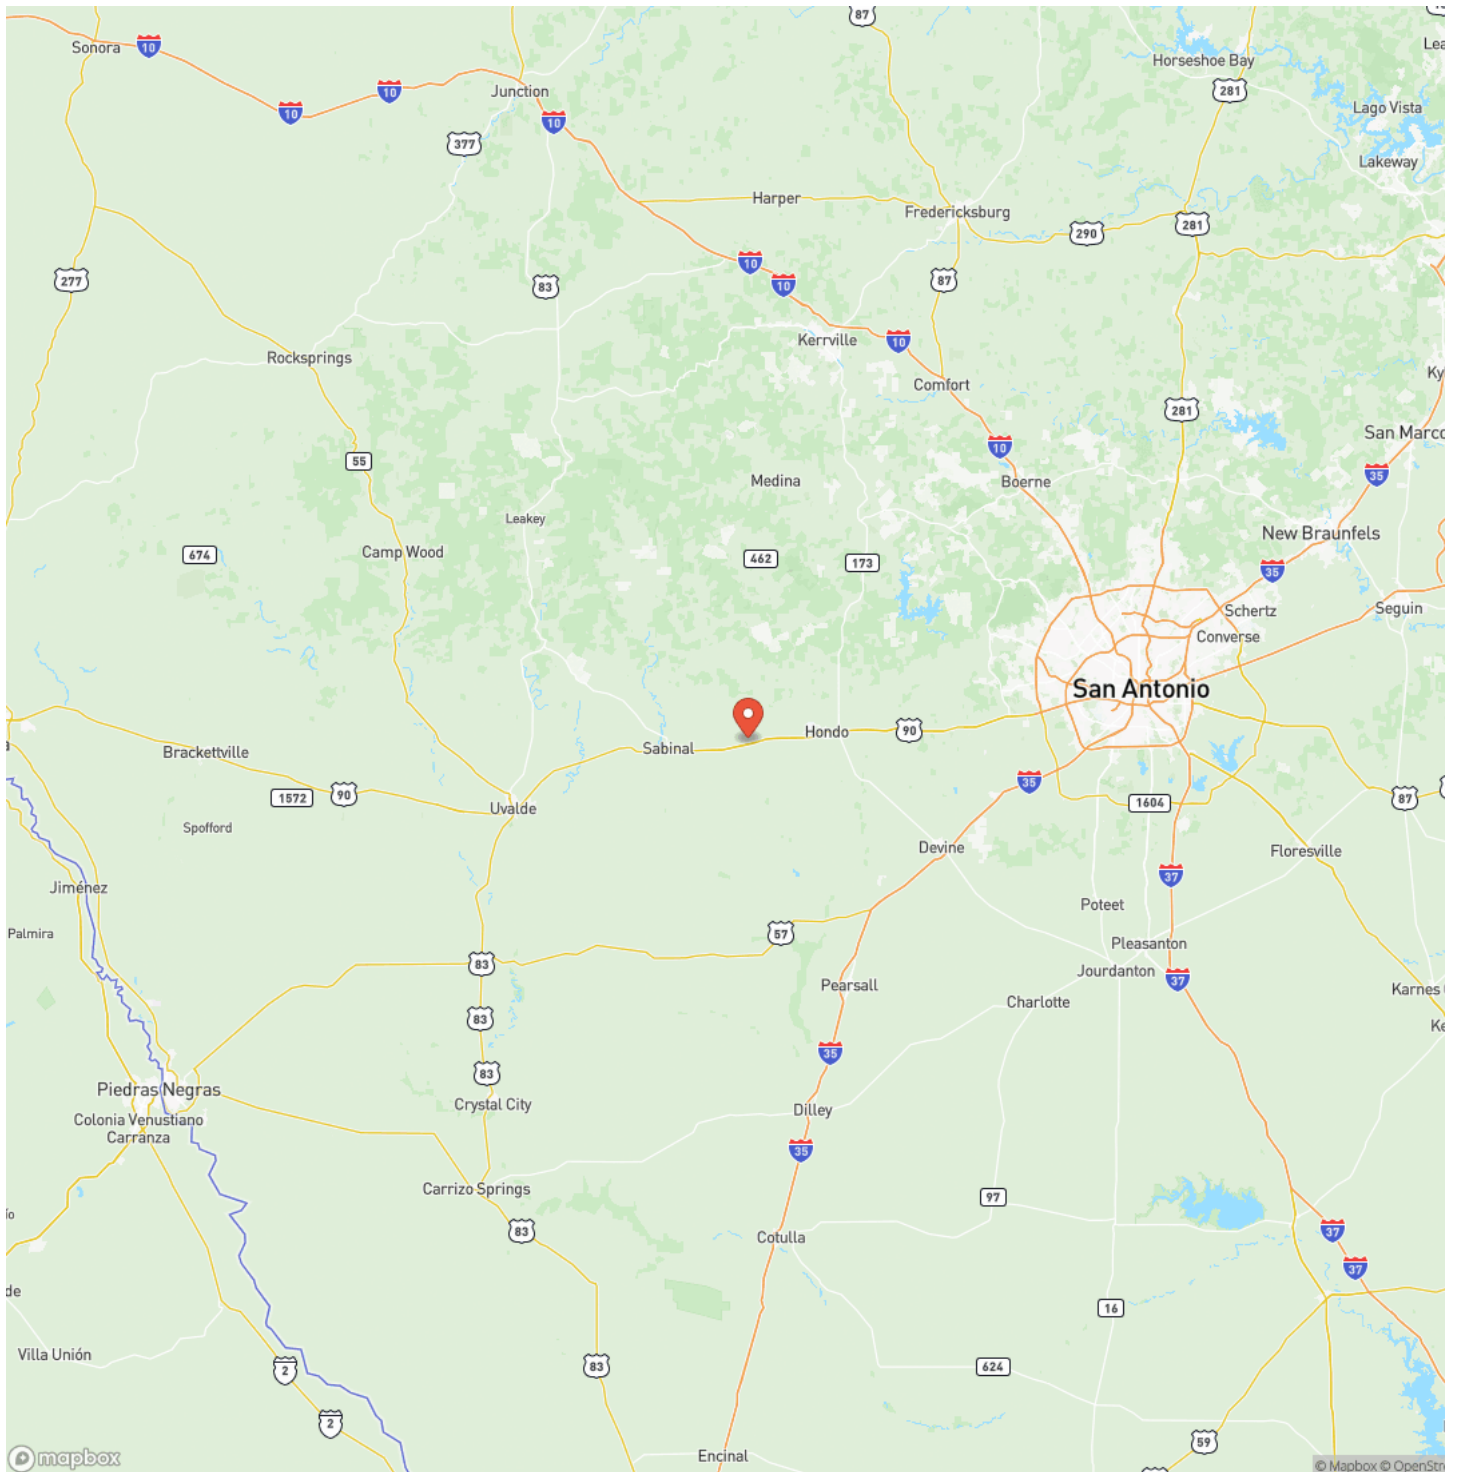 87
Sonora
10
Horseshoe Bay
10
Junction
281
10
Lago Vista
10
377
Lakeway
Harper
Fredericksburg
281
290
10
277
83
10
87
Kerrville
10
Rocksprings
Comfort
281
San Marco
55
10
35
Boerne
Medina
Leakey
New Braunfels
Camp Wood
674
462
173
35
Schertz
Seguin
Converse
San Antonio
Hondo
90
Sabinal
Brackettville
35
1572
90
87
1604
Uvalde
Spofford
Devine
Floresville
37
Jiménez
Poteet
Palmira
57
Pleasanton
83
Jourdanton
37
Pearsall
Karnes
Charlotte
83
35
83
Piedras Negras
Crystal City
Dilley
Colonia Venustiano
Carranza
35
Carrizo Springs
97
83
Cotulla
37
37
16
Villa Unión
2
83
624
2
59
Encinal
mapbox
© Mapbox © OpenStre